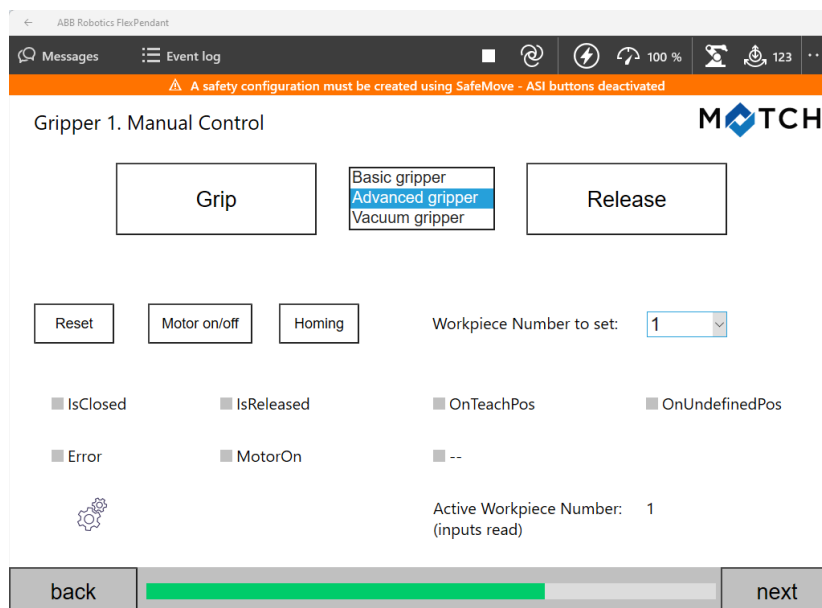 ABB Robotics FlexPendant
Messages Event log 100 % 123
A safety configuration must be created using SafeMove - ASI buttons deactivated
Gripper 1. Manual Control
MATCH
Grip
Basic gripper
Advanced gripper
Vacuum gripper
Release
Reset Motor on/off Homing Workpiece Number to set: 1
IsClosed IsReleased OnTeachPos OnUndefinedPos
Error MotorOn --
Active Workpiece Number: 1
(inputs read)
back next